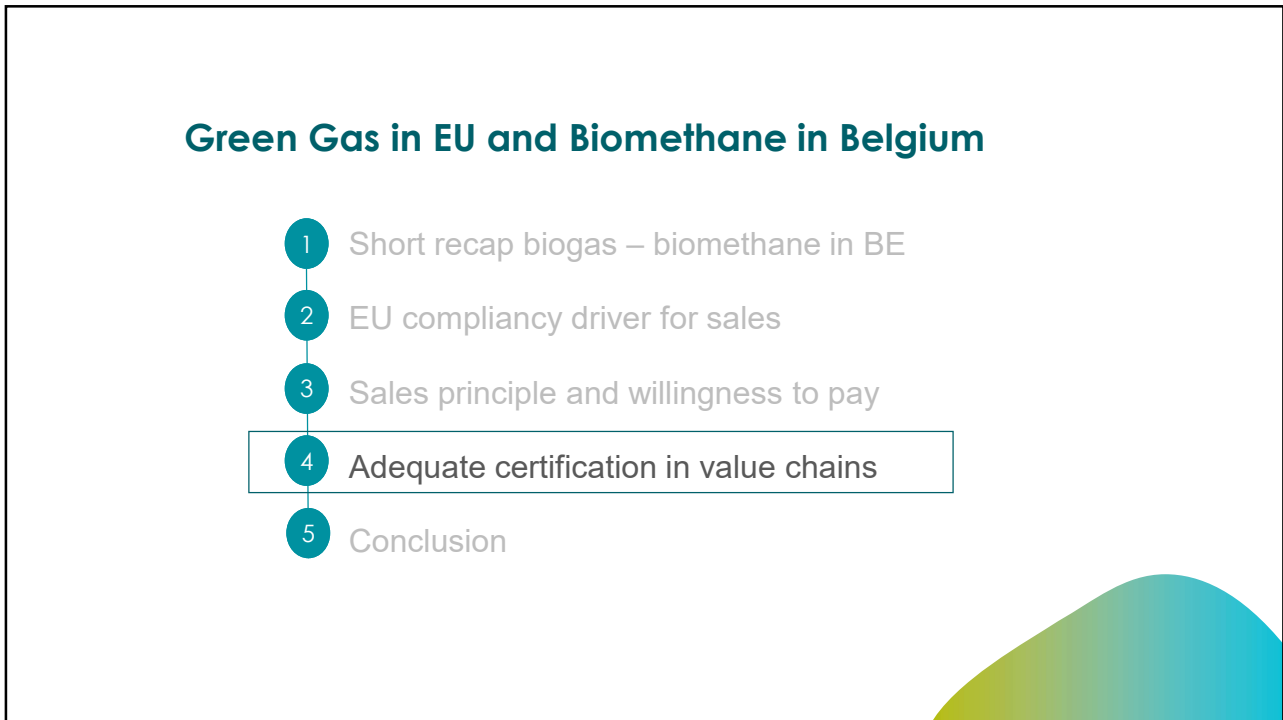 Green Gas in EU and Biomethane in Belgium
1 Short recap biogas – biomethane in BE
2 EU compliancy driver for sales
3 Sales principle and willingness to pay
4 Adequate certification in value chains
5 Conclusion